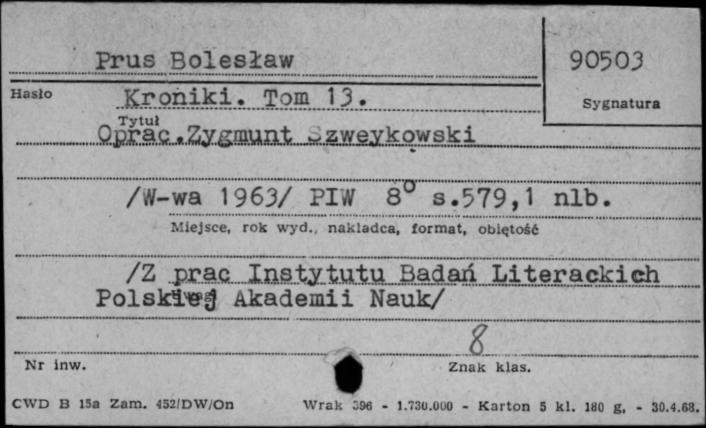 Prus Bolesław
90503
Hasło
Kroniki. Tom 13.
Sygnatura
Tytuł
Oprac.Zygmunt Szweykowski
/W-wa 1963/ PIW 8° s.579,1 nlb.
Miejsce, rok wyd., nakładca, format, objętość
/Z prac Instytutu Badań Literackich
Polskiej Akademii Nauk/
8
Nr inw.
Znak klas.
CWD B 15a Zam. 452/DW/On
Wrak 396 - 1.730.000 - Karton 5 kl. 180 g, - 30.4.68.